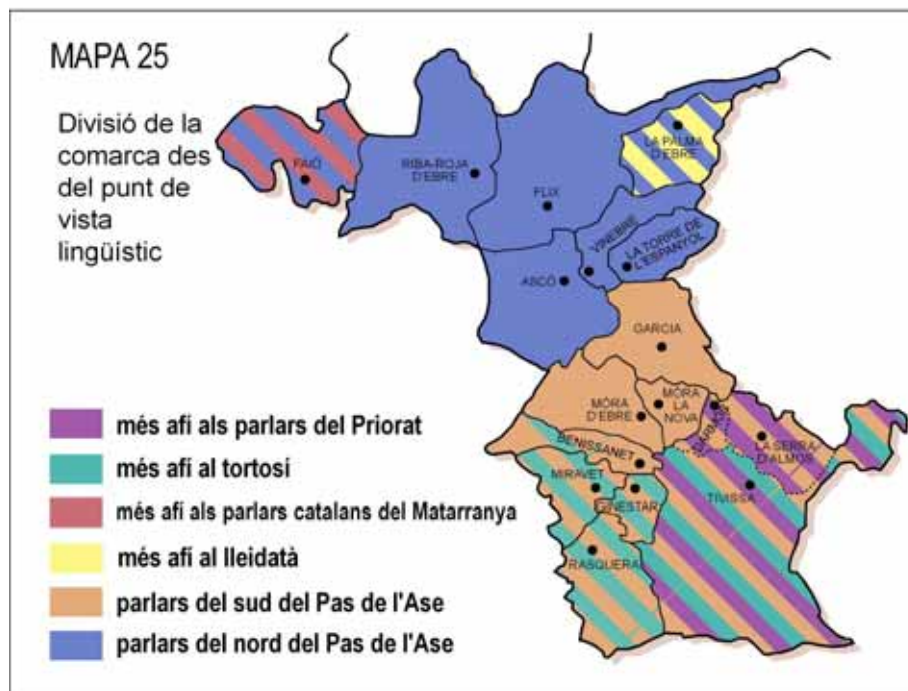 MAPA 25
Divisió de la
comarca des
del punt de
vista
lingüístic
FAIÓ
RIBA-ROJA
D'EBRE
FLIX
LA PALMA
D'EBRE
VINEBRE
LA TORRE DE
L'ESPANYOL
ASCÓ
GARCIA
MÓRA
D'EBRE
MÓRA
LA
NOVA
DARMÓS
LA SERRA
D'ALMOS
BENISSANET
MIRAVET
GINESTAR
TIVISSA
RASQUERA
més afí als parlars del Priorat
més afí al tortosí
més afí als parlars catalans del Matarranya
més afí al lleidatà
parlars del sud del Pas de l'Ase
parlars del nord del Pas de l'Ase